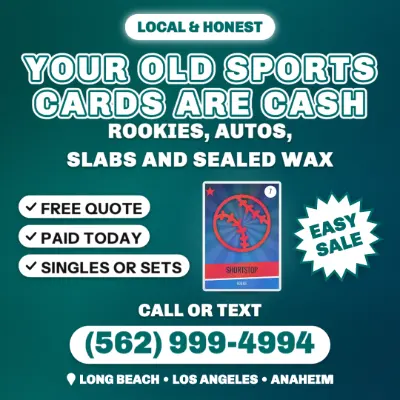 LOCAL & HONEST
YOUR OLD SPORTS
CARDS ARE CASH
ROOKIES, AUTOS,
SLABS AND SEALED WAX
FREE QUOTE
PAID TODAY
SINGLES OR SETS
SHORTSTOP
EASY
SALE
CALL OR TEXT
(562) 999-4994
LONG BEACH • LOS ANGELES • ANAHEIM